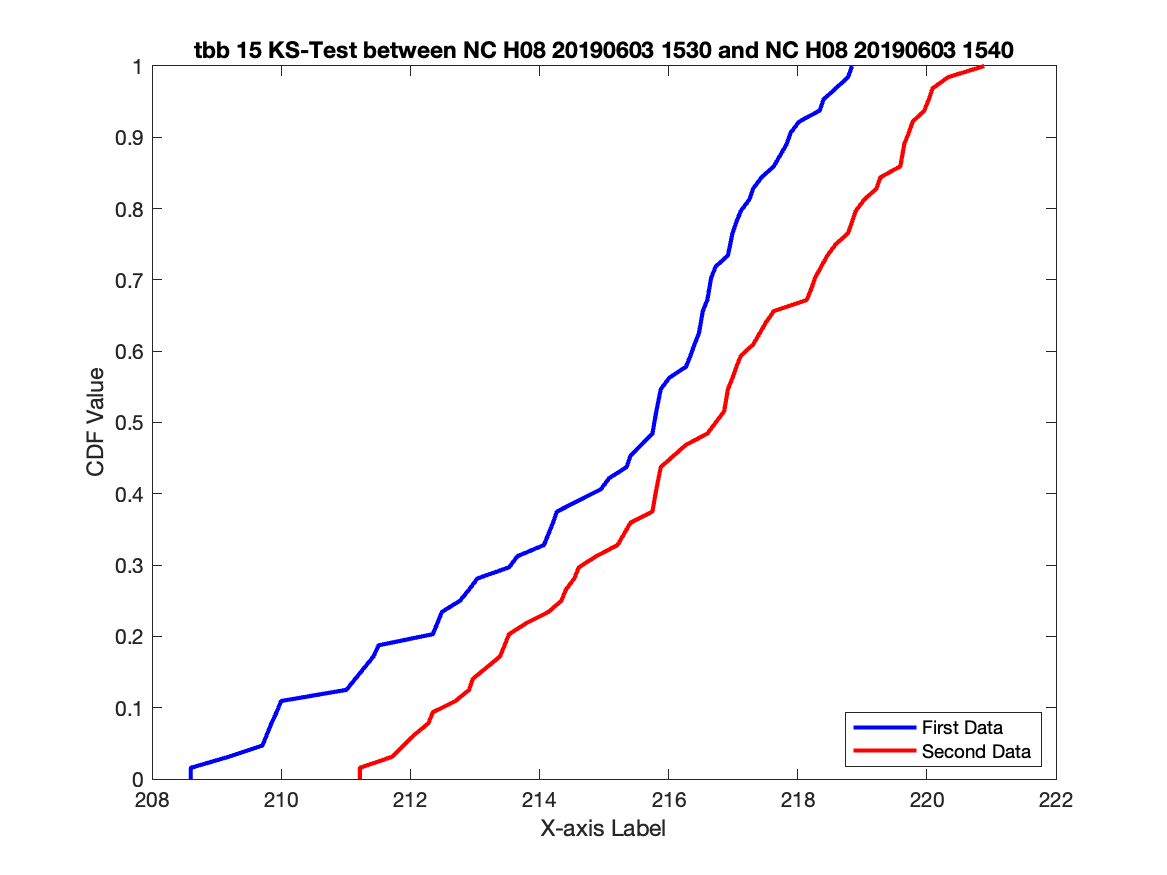 tbb 15 KS-Test between NC H08 20190603 1530 and NC H08 20190603 1540
1
0.9
0.8
0.7
0.6
0.5
0.4
0.3
0.2
0.1
0
CDF Value
First Data
Second Data
208 210 212 214 216 218 220 222
X-axis Label